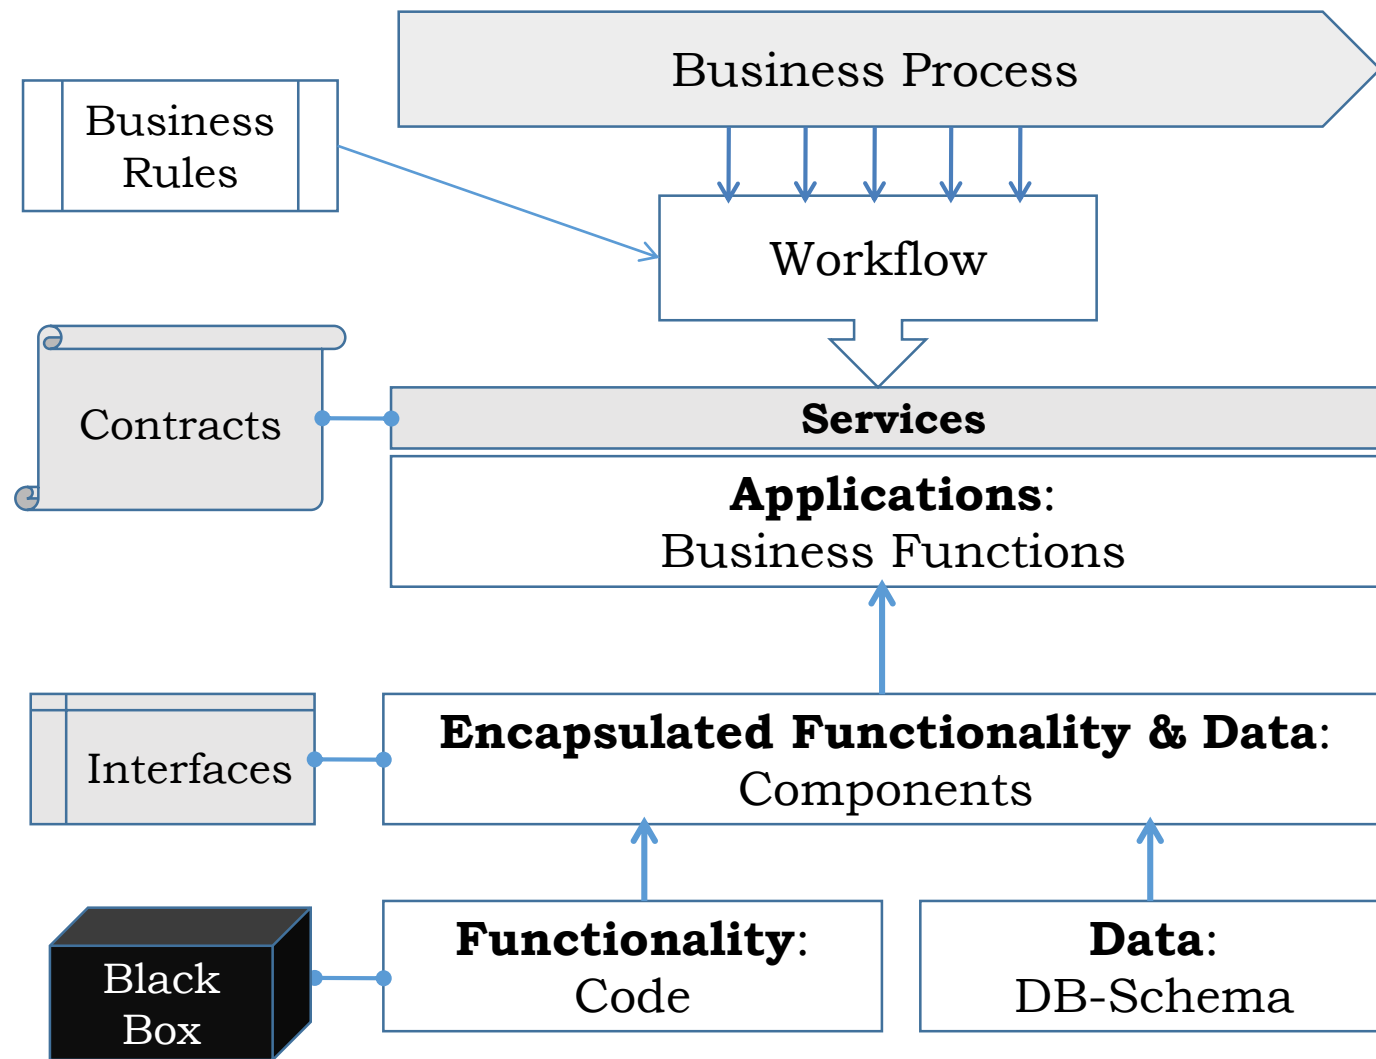 Business Process
Business
Rules
Workflow
Contracts
Services
Applications:
Business Functions
Interfaces
Encapsulated Functionality & Data:
Components
Black
Box
Functionality:
Code
Data:
DB-Schema